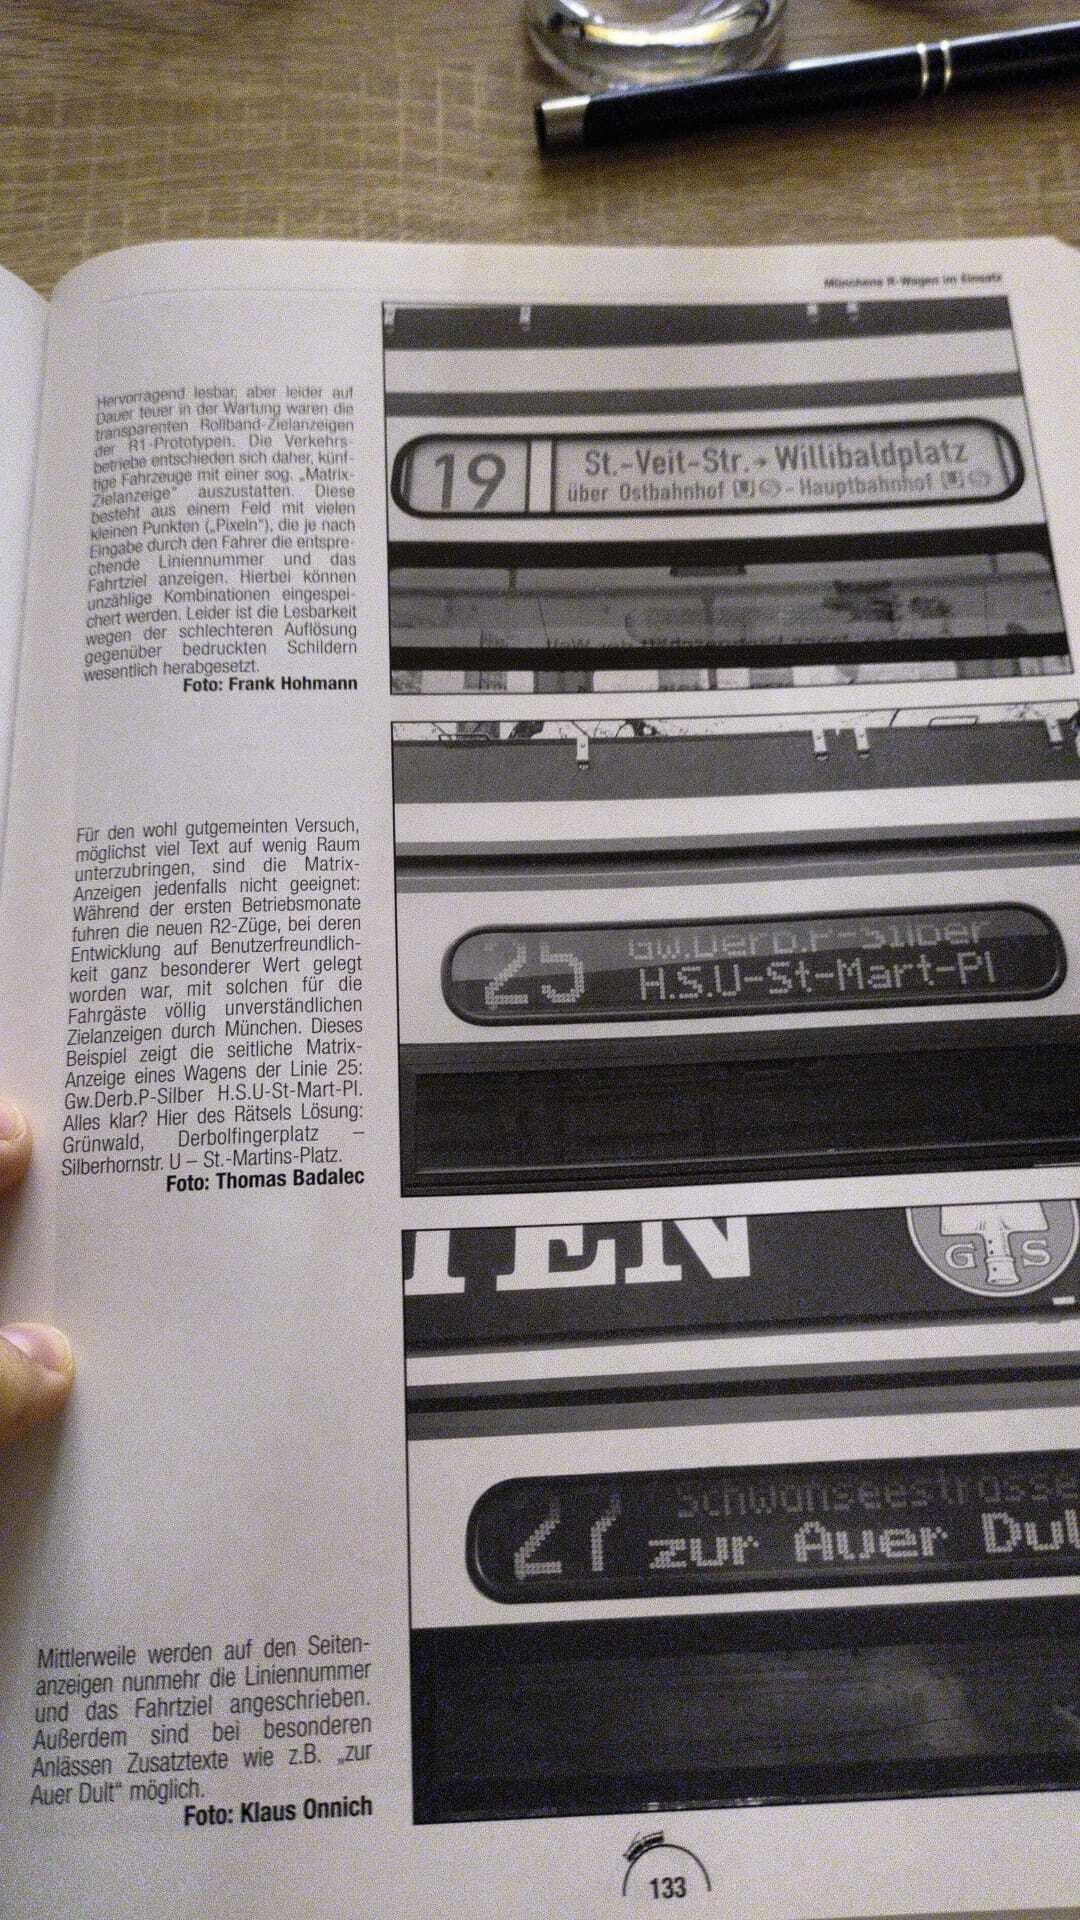 Münchens R-Wagen im Einsatz
Hervorragend lesbar, aber leider auf
Dauer teuer in der Wartung waren die
transparenten Rollband-Zielanzeigen
der R1-Prototypen. Die Verkehrs-
betriebe entschieden sich daher, künf-
tige Fahrzeuge mit einer sog. „Matrix-
Zielanzeige“ auszustatten. Diese
besteht aus einem Feld mit vielen
kleinen Punkten („Pixeln“), die je nach
Eingabe durch den Fahrer die entspre-
chende Liniennummer und das
Fahrtziel anzeigen. Hierbei können
unzählige Kombinationen eingespei-
chert werden. Leider ist die Lesbarkeit
wegen der schlechteren Auflösung
gegenüber bedruckten Schildern
wesentlich herabgesetzt.
Foto: Frank Hohmann
19
St.-Veit-Str.→Willibaldplatz
über Ostbahnhof U S - Hauptbahnhof U S
Für den wohl gutgemeinten Versuch,
möglichst viel Text auf wenig Raum
unterzubringen, sind die Matrix-
Anzeigen jedenfalls nicht geeignet:
Während der ersten Betriebsmonate
fuhren die neuen R2-Züge, bei deren
Entwicklung auf Benutzerfreundlich-
keit ganz besonderer Wert gelegt
worden war, mit solchen für die
Fahrgäste völlig unverständlichen
Zielanzeigen durch München. Dieses
Beispiel zeigt die seitliche Matrix-
Anzeige eines Wagens der Linie 25:
Gw.Derb.P-Silber H.S.U-St-Mart-Pl.
Alles klar? Hier des Rätsels Lösung:
Grünwald, Derbolfingerplatz –
Silberhornstr. U – St.-Martins-Platz.
Foto: Thomas Badalec
25
Gw.Derb.P-Silber
H.S.U-St-Mart-Pl
Mittlerweile werden auf den Seiten-
anzeigen nunmehr die Liniennummer
und das Fahrtziel angeschrieben.
Außerdem sind bei besonderen
Anlässen Zusatztexte wie z.B. „zur
Auer Dult“ möglich.
Foto: Klaus Onnich
TEN
G S
27
Schwanseestrasse
zur Auer Dul
133